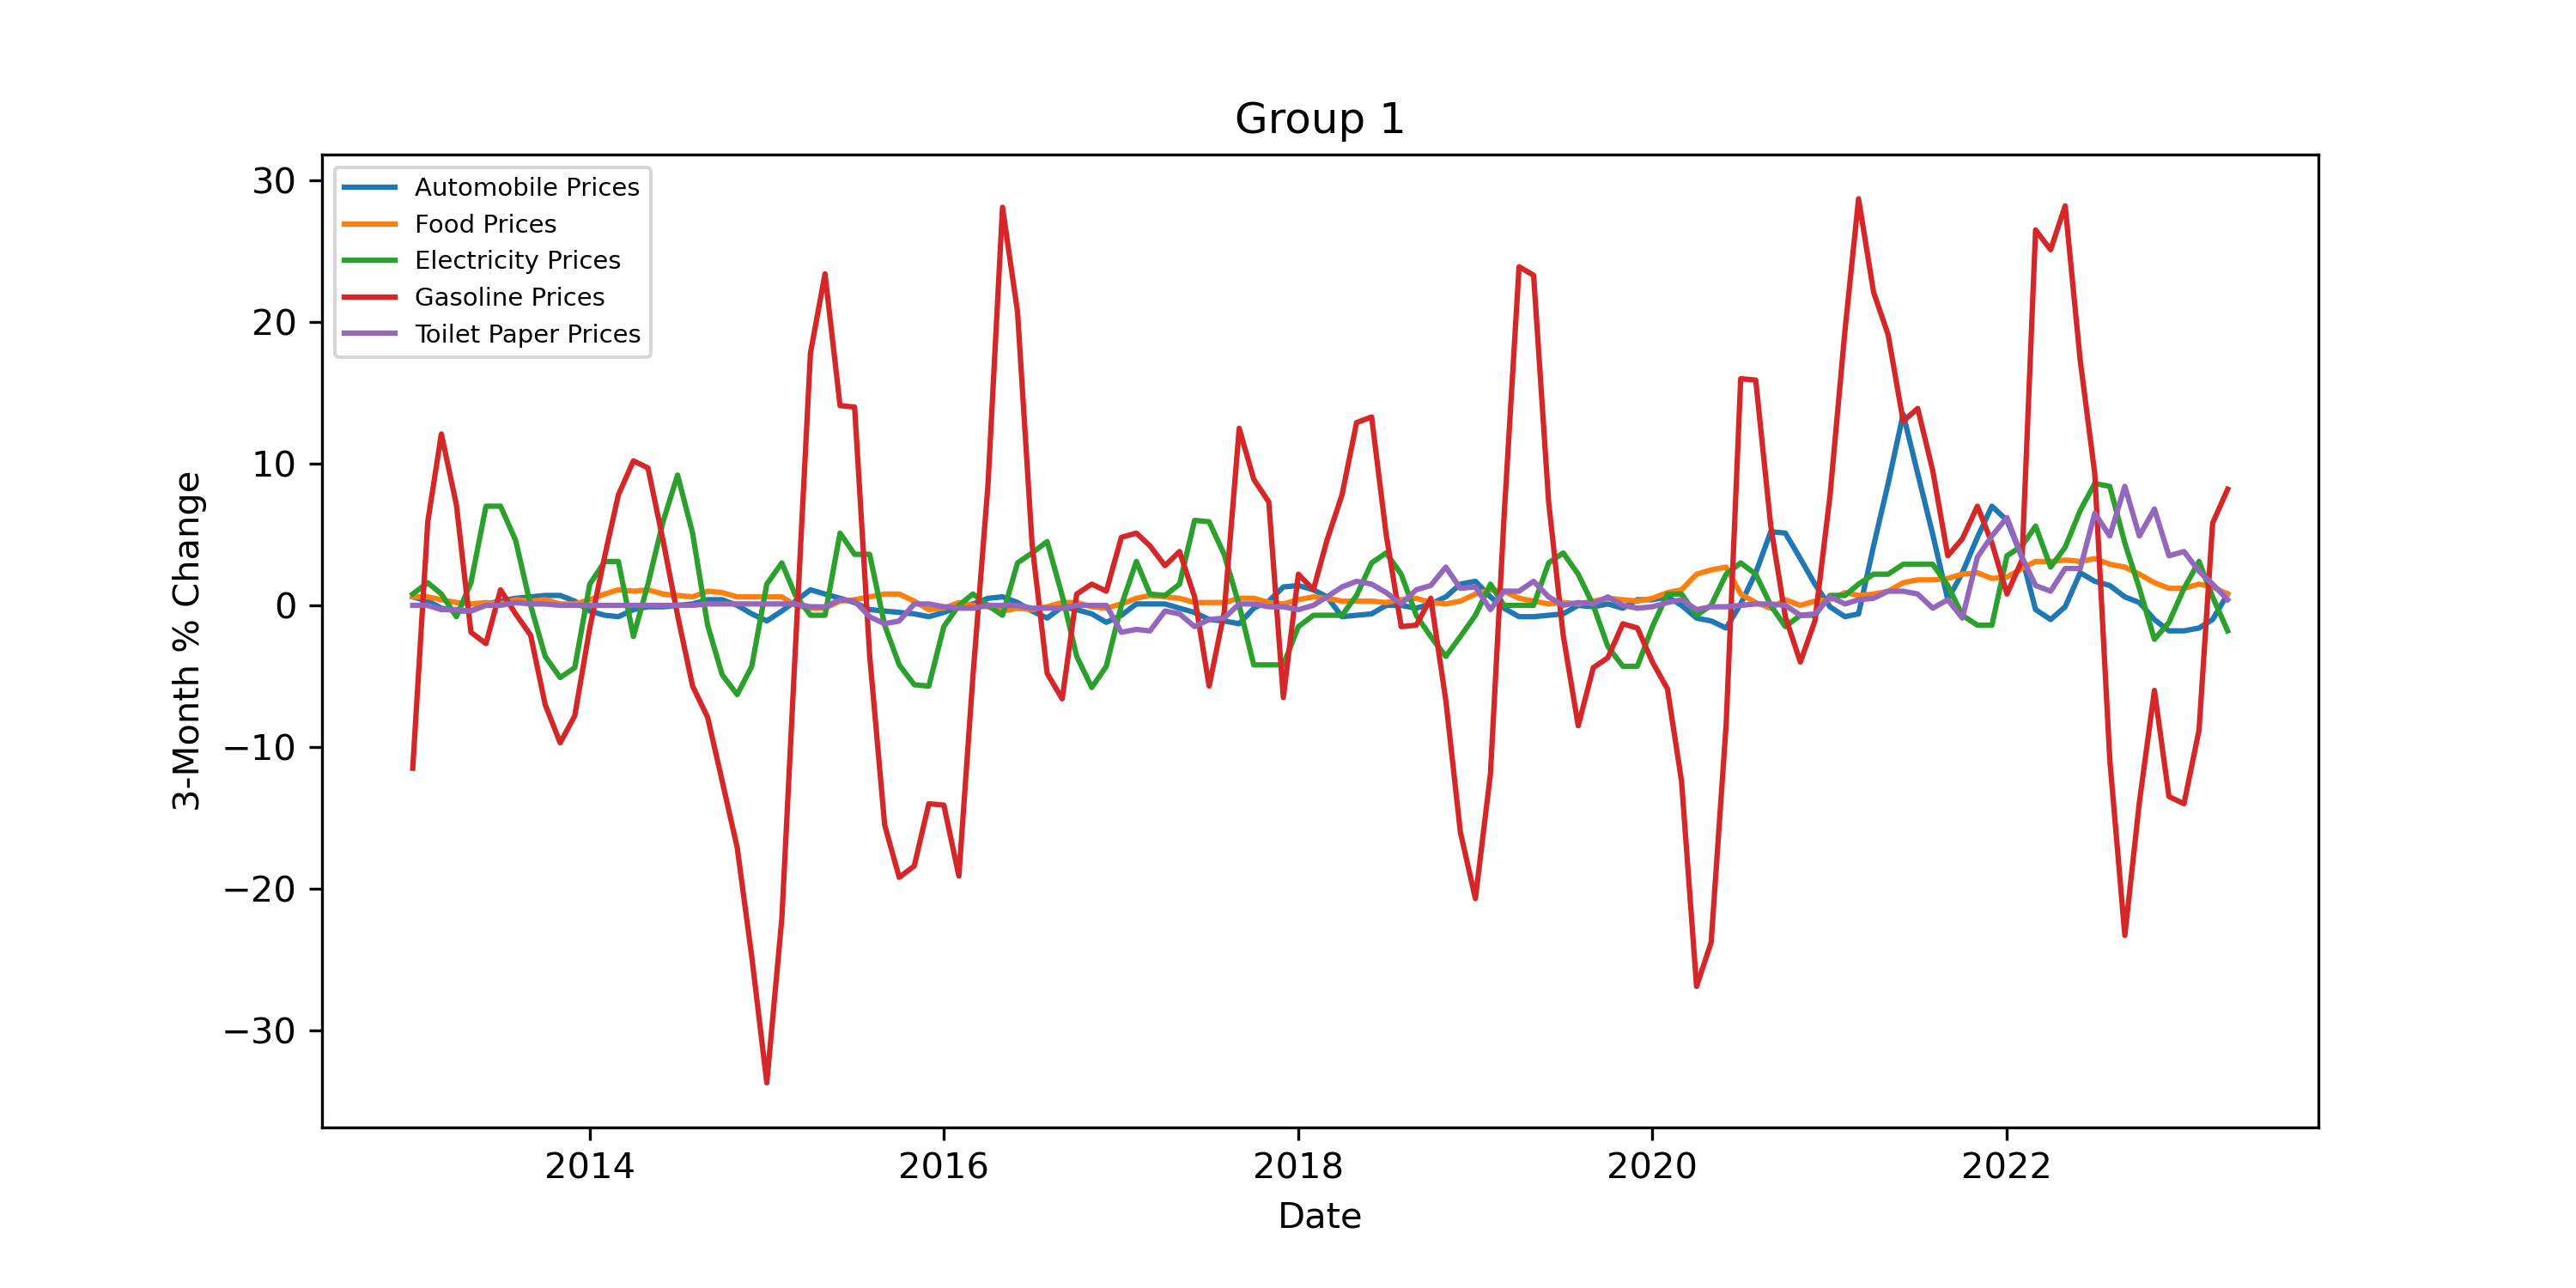 Group 1
30
20
10
0
−10
−20
−30
3-Month % Change
Automobile Prices
Food Prices
Electricity Prices
Gasoline Prices
Toilet Paper Prices
2014 2016 2018 2020 2022
Date